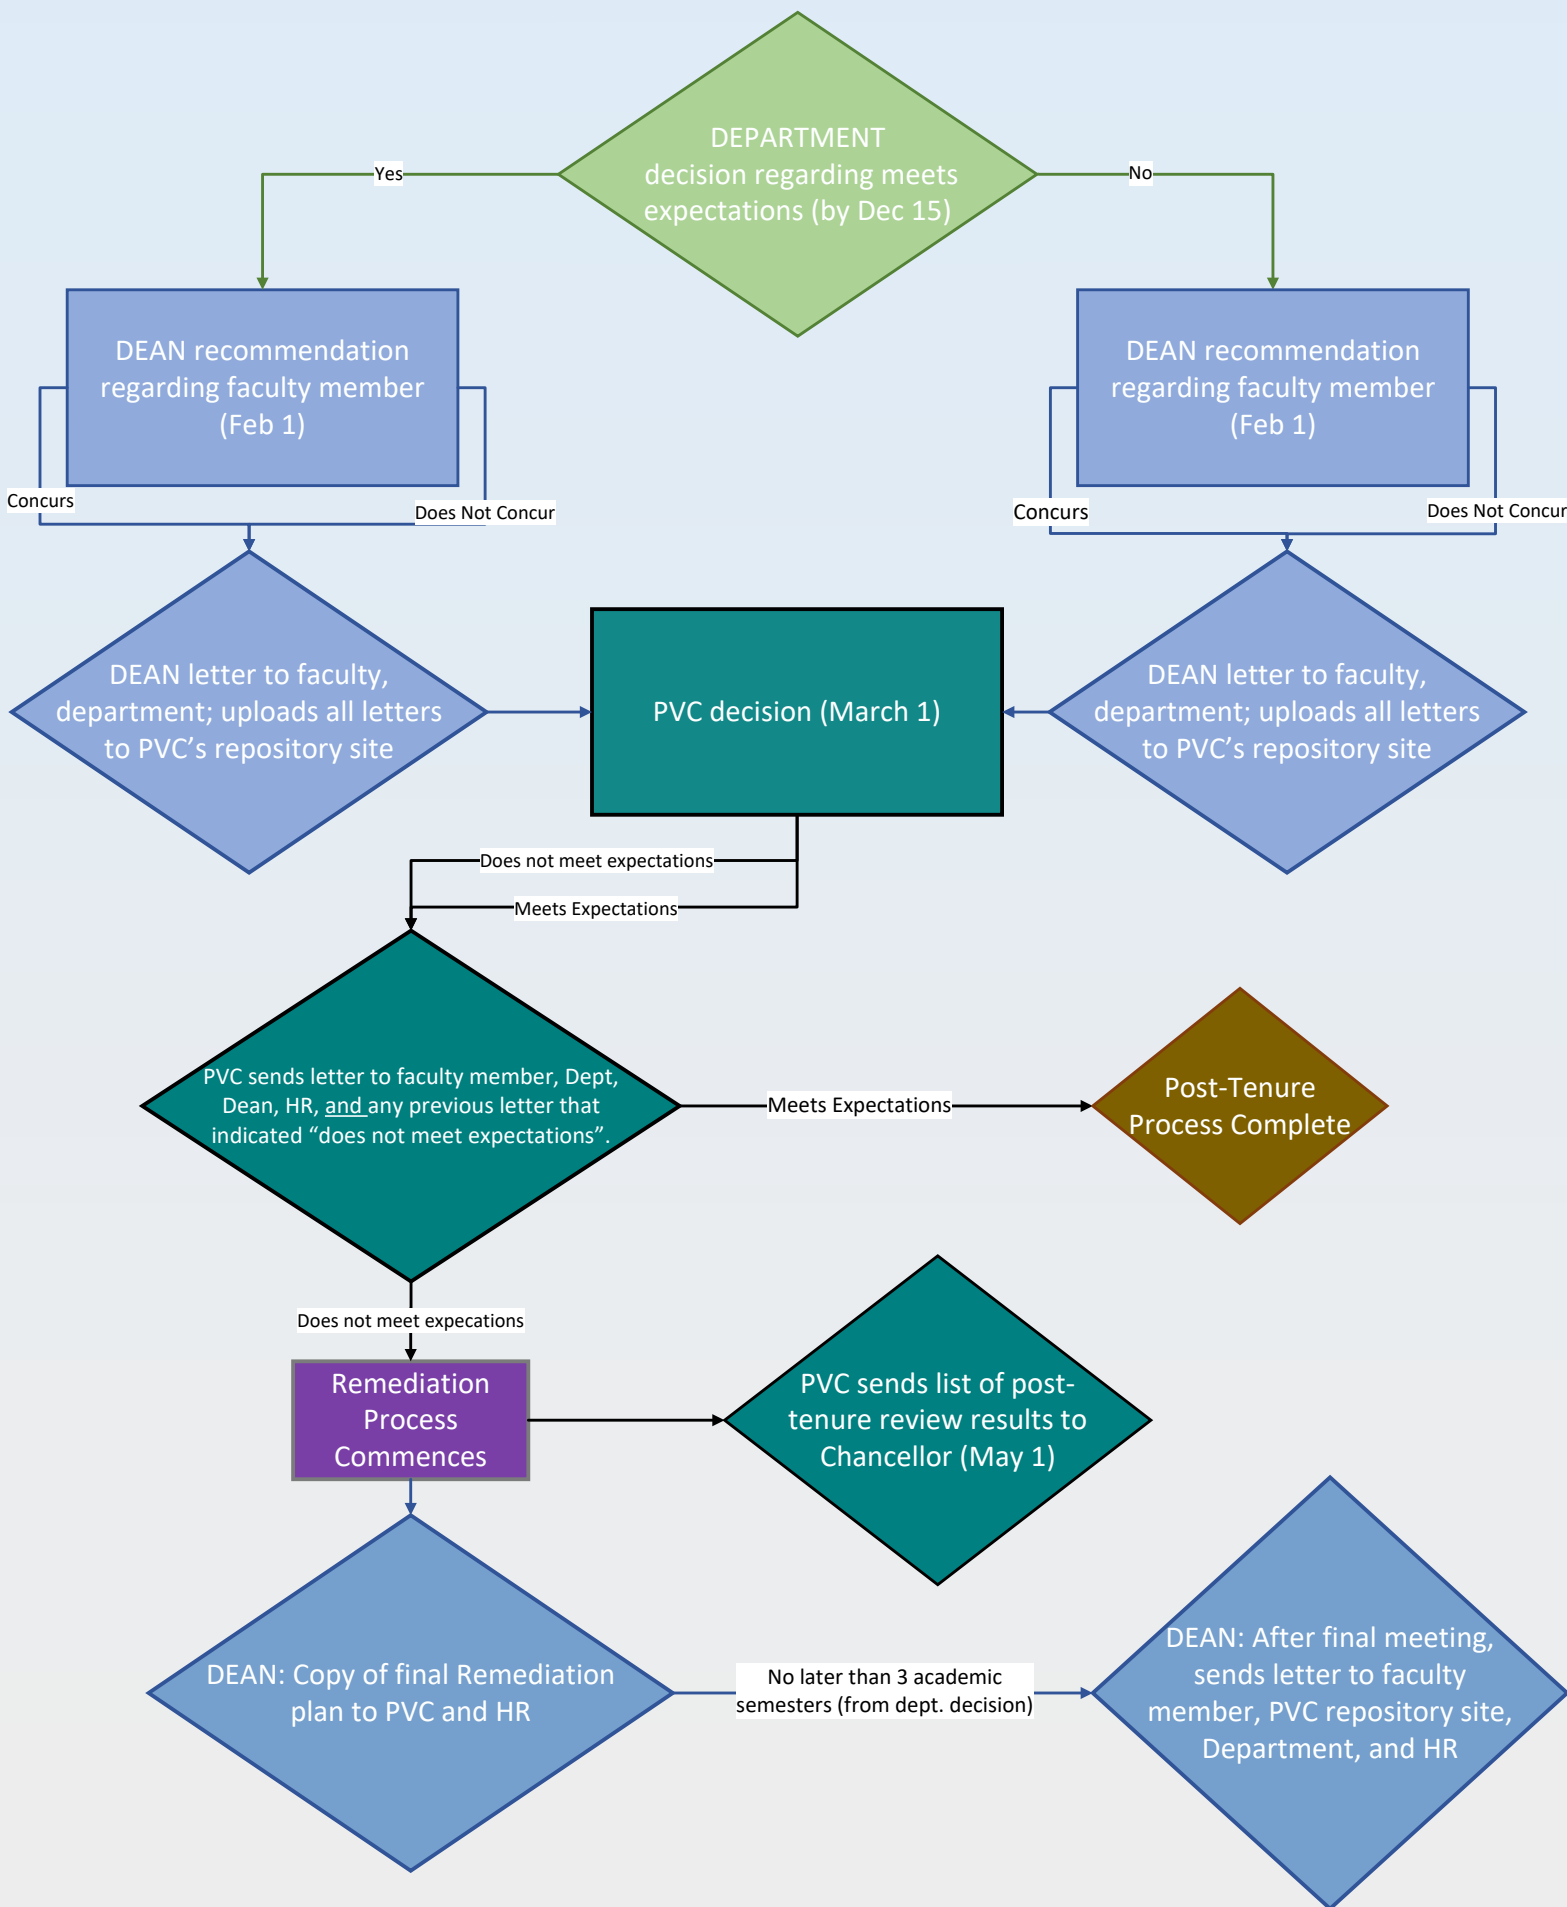 DEPARTMENT
decision regarding meets
expectations (by Dec 15)
Yes
No
DEAN recommendation
regarding faculty member
(Feb 1)
DEAN recommendation
regarding faculty member
(Feb 1)
Concurs
Does Not Concur
Concurs
Does Not Concur
DEAN letter to faculty,
department; uploads all letters
to PVC’s repository site
PVC decision (March 1)
DEAN letter to faculty,
department; uploads all letters
to PVC’s repository site
Does not meet expectations
Meets Expectations
PVC sends letter to faculty member, Dept,
Dean, HR, and any previous letter that
indicated “does not meet expectations”.
Meets Expectations
Post-Tenure
Process Complete
Does not meet expecations
Remediation
Process
Commences
PVC sends list of post-
tenure review results to
Chancellor (May 1)
DEAN: Copy of final Remediation
plan to PVC and HR
No later than 3 academic
semesters (from dept. decision)
DEAN: After final meeting,
sends letter to faculty
member, PVC repository site,
Department, and HR